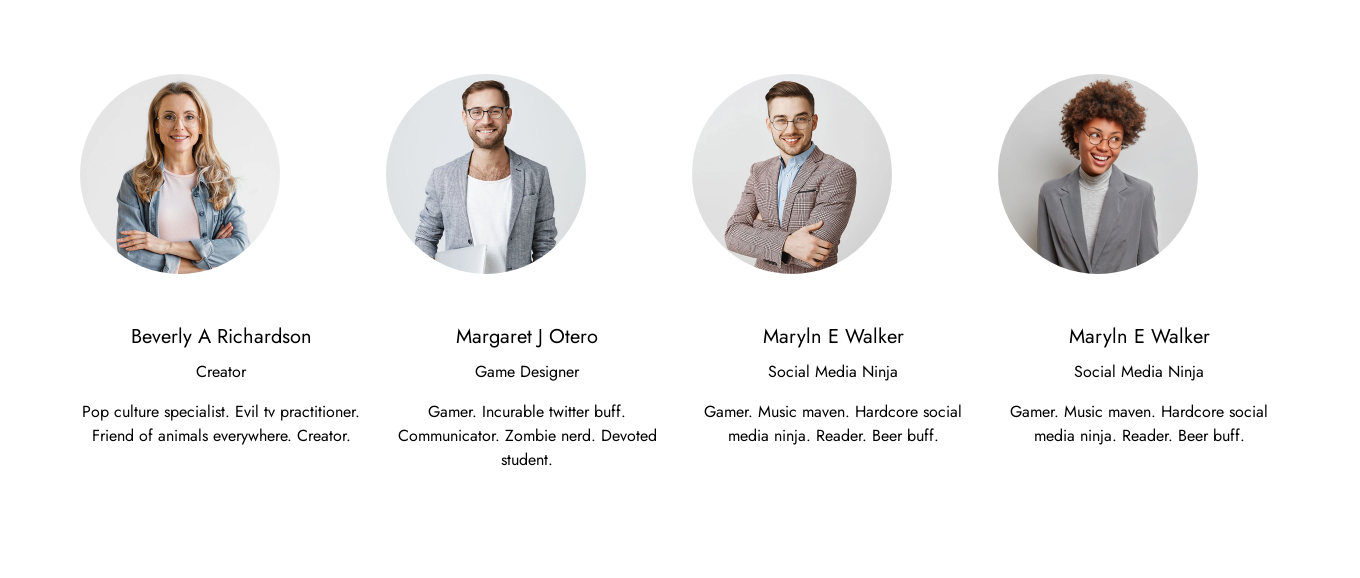 Beverly A Richardson
Creator
Pop culture specialist. Evil tv practitioner.
Friend of animals everywhere. Creator.
Margaret J Otero
Game Designer
Gamer. Incurable twitter buff.
Communicator. Zombie nerd. Devoted
student.
Maryln E Walker
Social Media Ninja
Gamer. Music maven. Hardcore social
media ninja. Reader. Beer buff.
Maryln E Walker
Social Media Ninja
Gamer. Music maven. Hardcore social
media ninja. Reader. Beer buff.